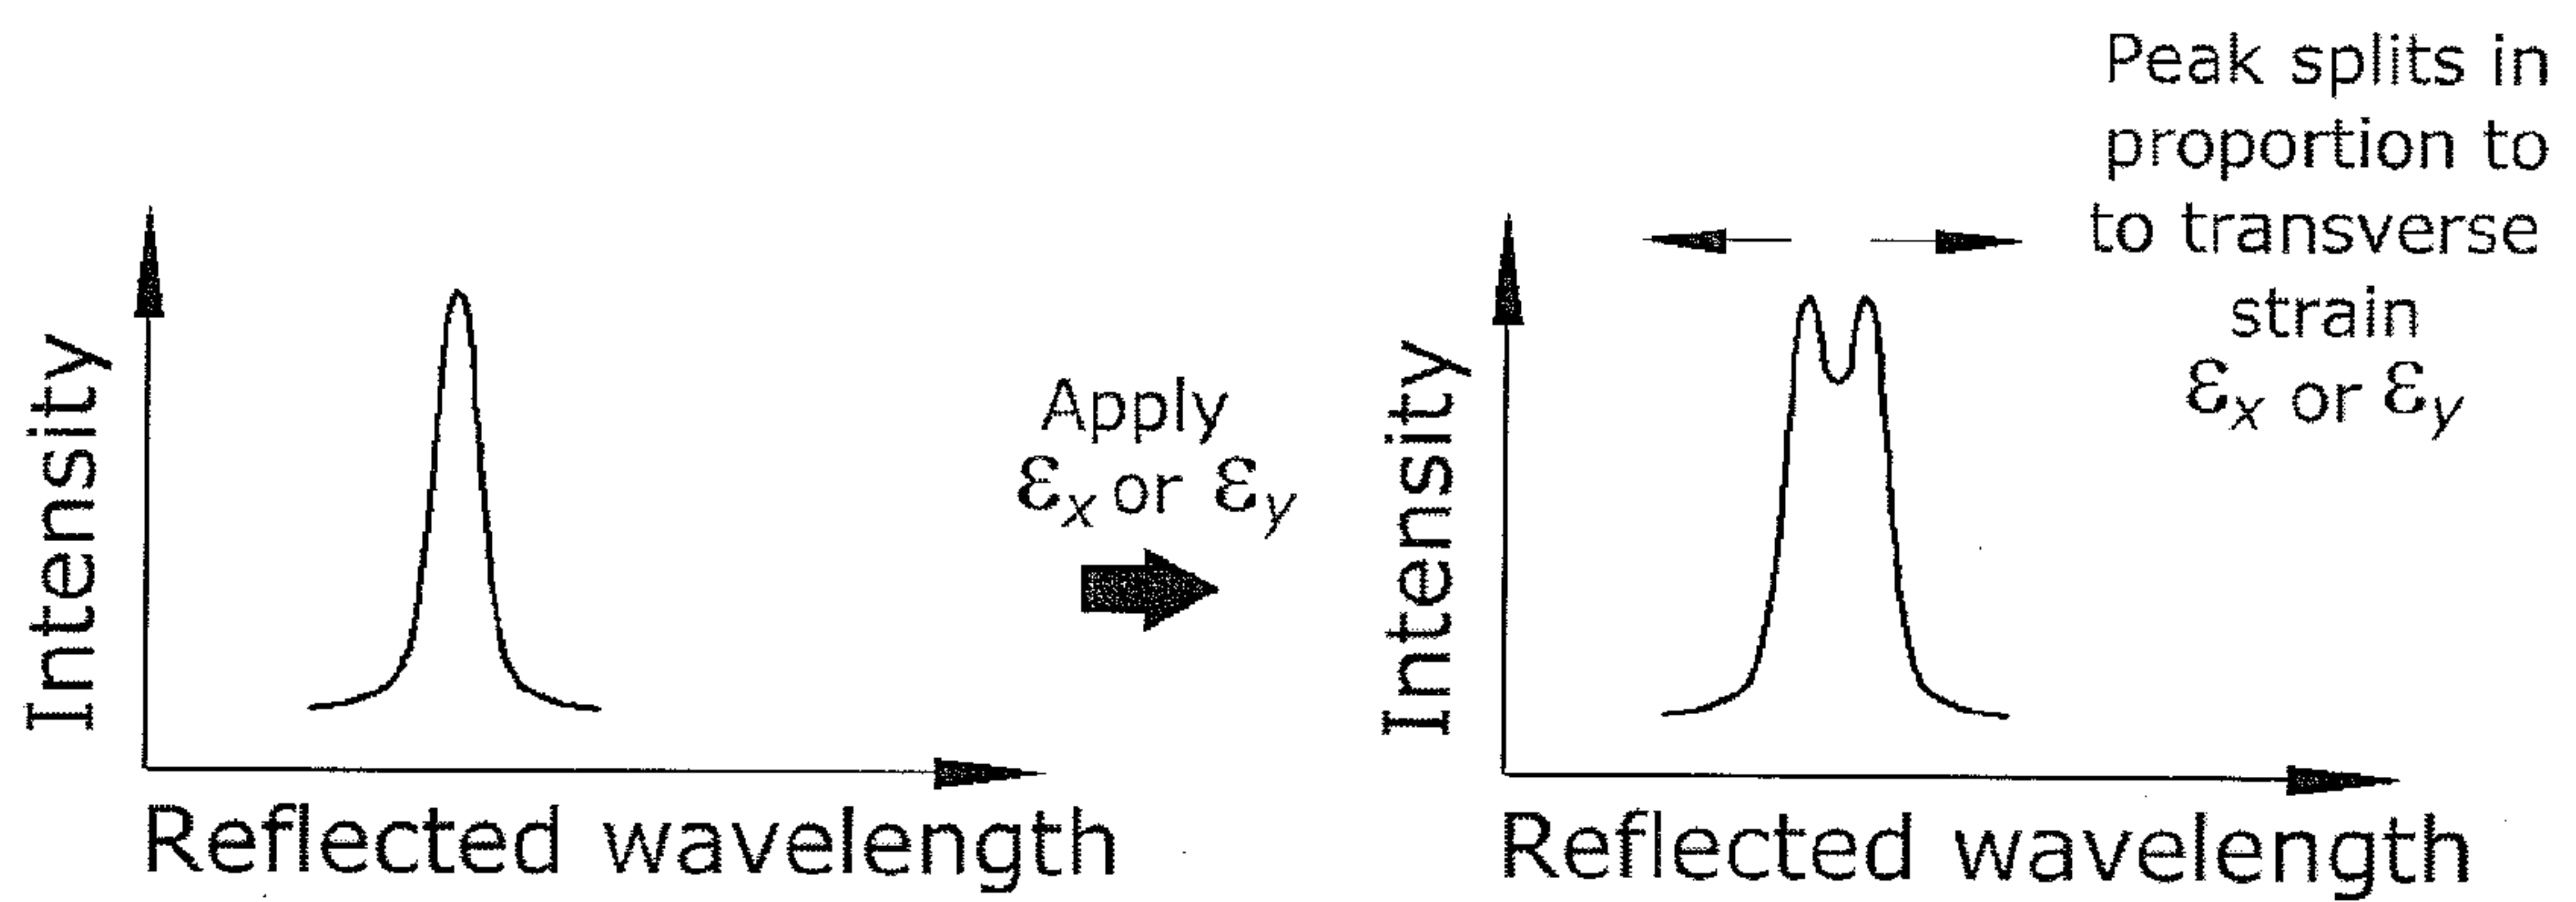 Intensity
Reflected wavelength
Apply
εx or εy
Intensity
Reflected wavelength
Peak splits in
proportion to
to transverse
strain
εx or εy